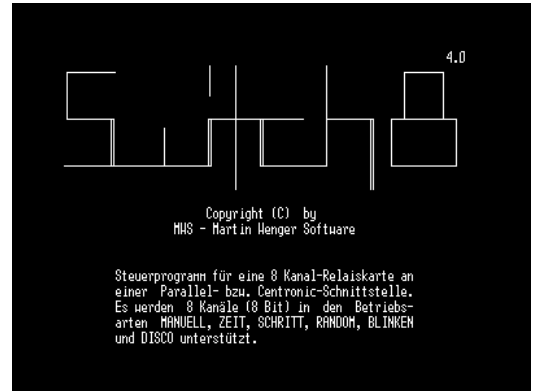 4.0
Switch 8
Copyright (C) by
MWS - Martin Wenger Software
Steuerprogramm für eine 8 Kanal-Relaiskarte an
einer Parallel- bzw. Centronic-Schnittstelle.
Es werden 8 Kanäle (8 Bit) in den Betriebs-
arten MANUELL, ZEIT, SCHRITT, RANDOM, BLINKEN
und DISCO unterstützt.